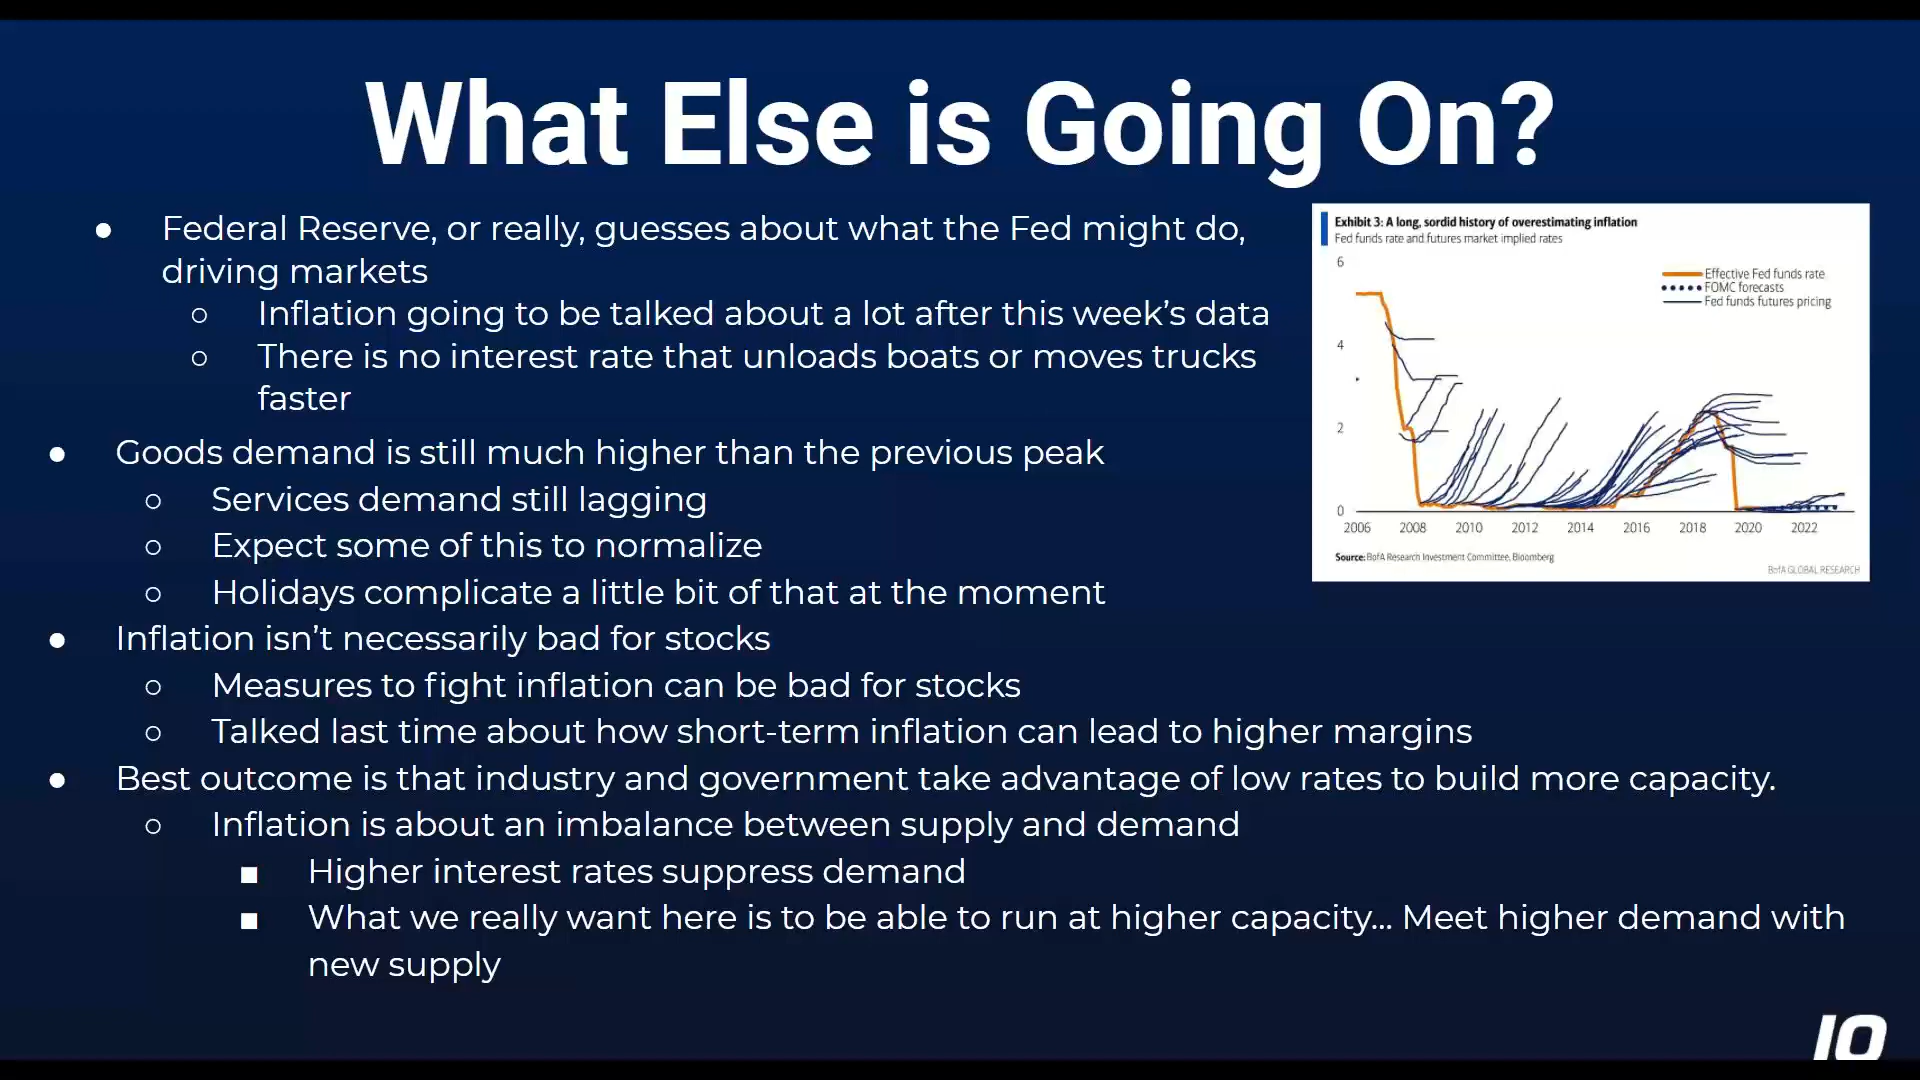 What Else is Going On?
● Federal Reserve, or really, guesses about what the Fed might do,
driving markets
○ Inflation going to be talked about a lot after this week’s data
○ There is no interest rate that unloads boats or moves trucks
faster
● Goods demand is still much higher than the previous peak
○ Services demand still lagging
○ Expect some of this to normalize
○ Holidays complicate a little bit of that at the moment
● Inflation isn’t necessarily bad for stocks
○ Measures to fight inflation can be bad for stocks
○ Talked last time about how short-term inflation can lead to higher margins
● Best outcome is that industry and government take advantage of low rates to build more capacity.
○ Inflation is about an imbalance between supply and demand
■ Higher interest rates suppress demand
■ What we really want here is to be able to run at higher capacity... Meet higher demand with
new supply
Exhibit 3: A long, sordid history of overestimating inflation
Fed funds rate and futures market implied rates
6
Effective Fed funds rate
FOMC forecasts
Fed funds futures pricing
4
2
0
2006 2008 2010 2012 2014 2016 2018 2020 2022
Source: BofA Research Investment Committee, Bloomberg
BofA GLOBAL RESEARCH
IO